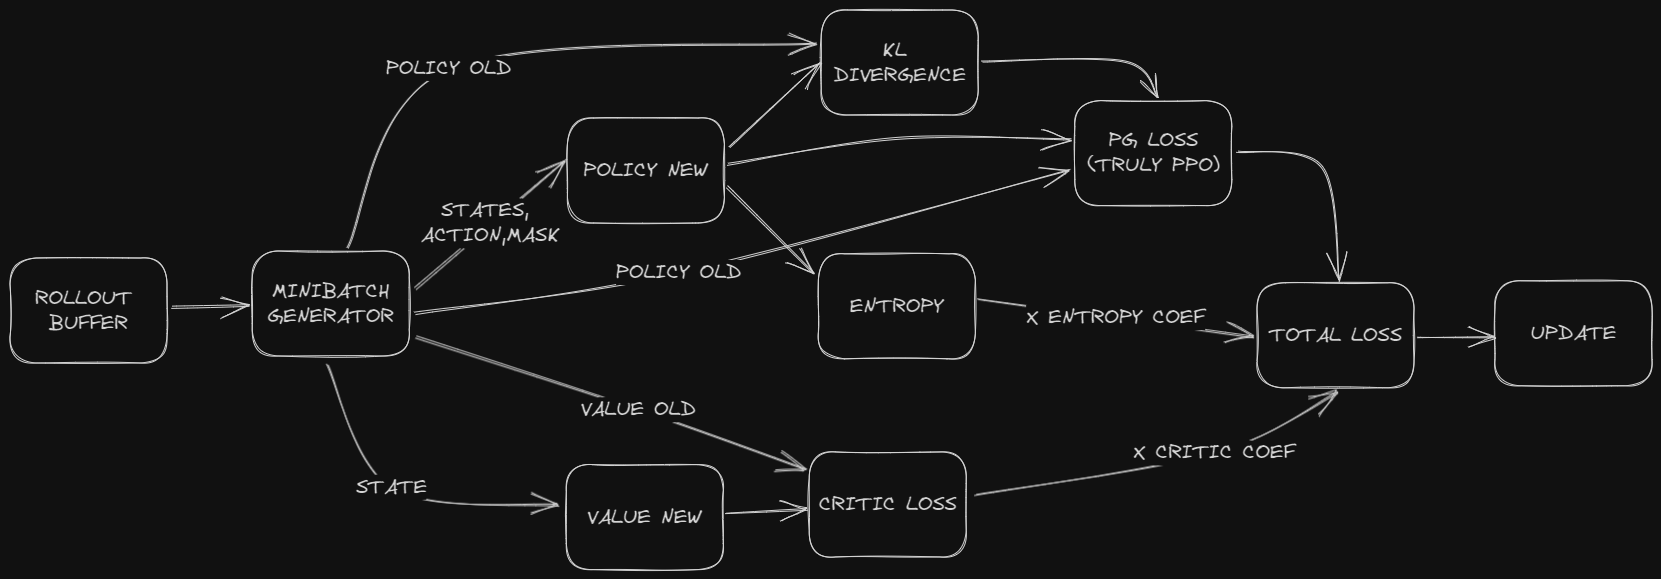 KL
DIVERGENCE
POLICY OLD
PG LOSS
(TRULY PPO)
POLICY NEW
STATES,
ACTION,MASK
POLICY OLD
ROLLOUT
BUFFER
MINIBATCH
GENERATOR
ENTROPY
X ENTROPY COEF
TOTAL LOSS
UPDATE
VALUE OLD
X CRITIC COEF
STATE
VALUE NEW
CRITIC LOSS